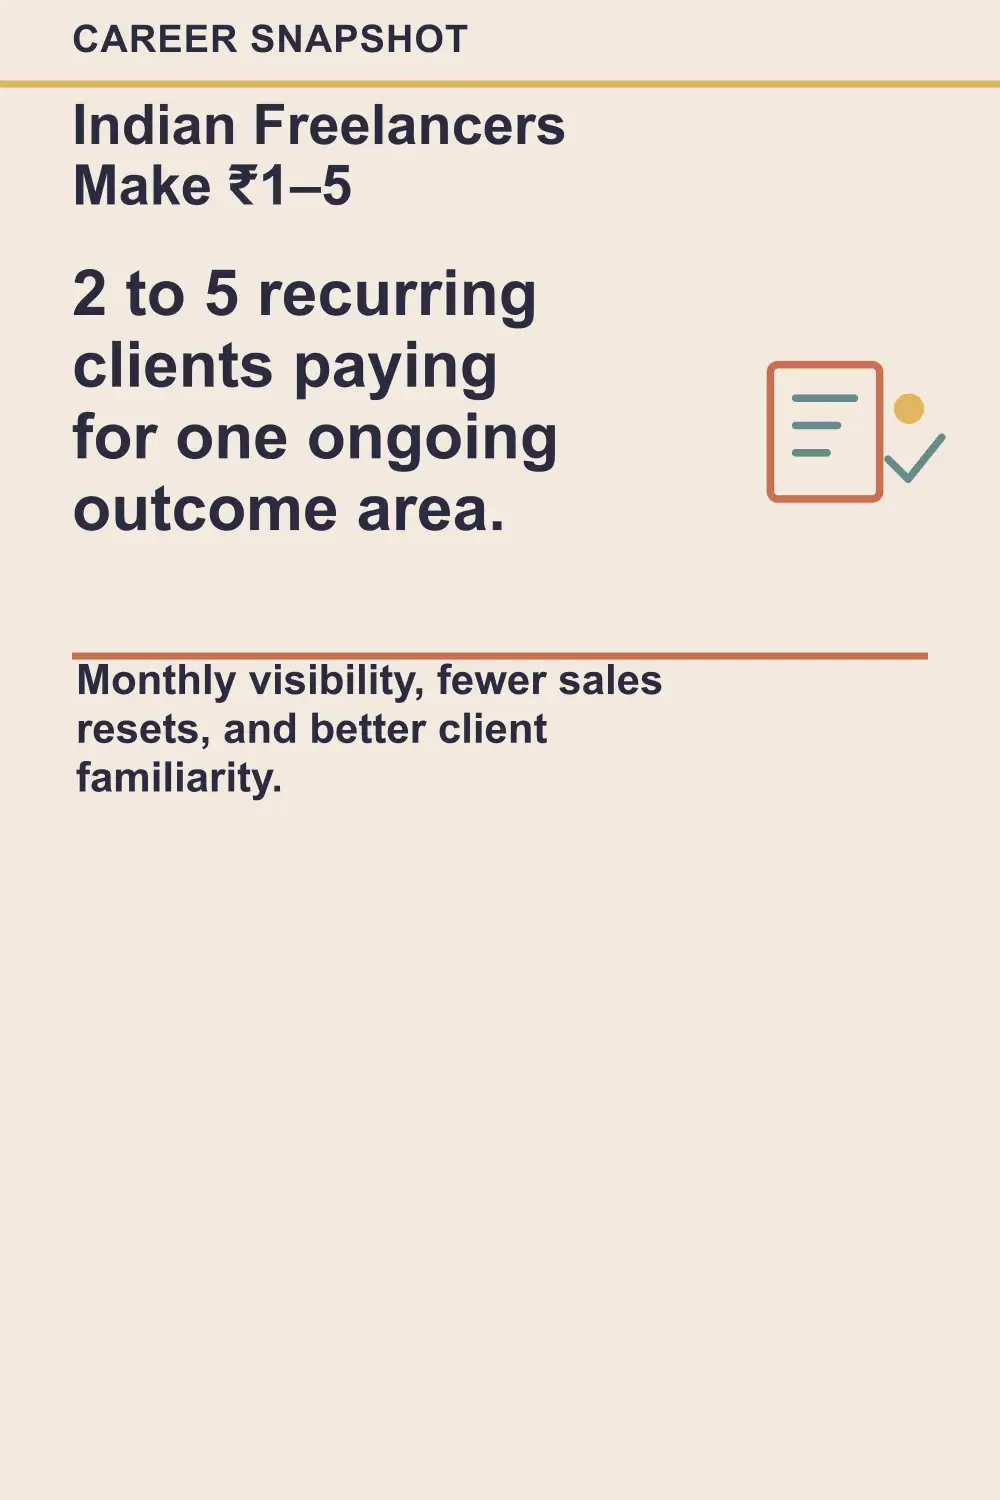 CAREER SNAPSHOT
Indian Freelancers
Make ₹1–5
2 to 5 recurring
clients paying
for one ongoing
outcome area.
Monthly visibility, fewer sales
resets, and better client
familiarity.